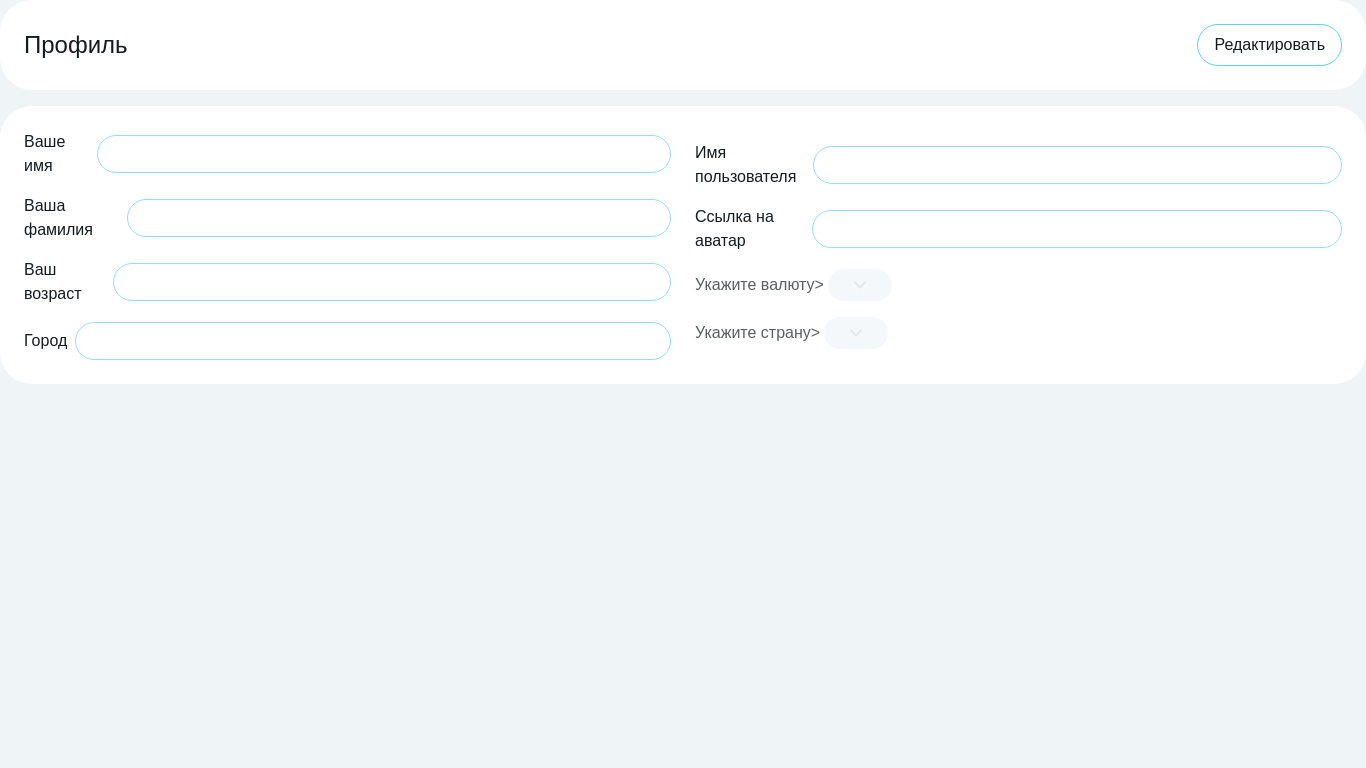 Профиль
Редактировать
Ваше
имя
Ваша
фамилия
Ваш
возраст
Город
Имя
пользователя
Ссылка на
аватар
Укажите валюту>
Укажите страну>